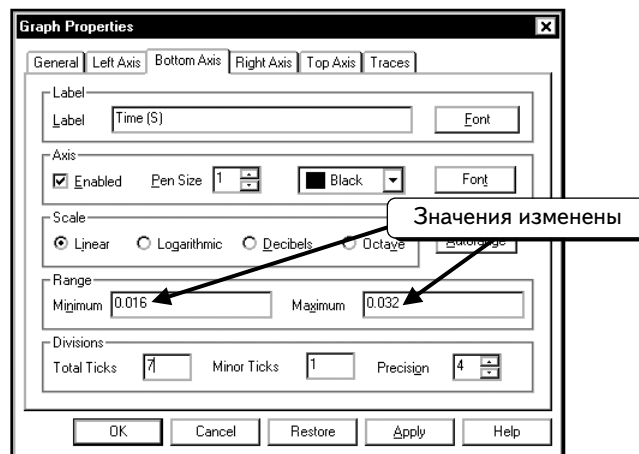 Graph Properties
General Left Axis Bottom Axis Right Axis Top Axis Traces
Label
Label Time (S) Font
Axis
Enabled Pen Size 1 Black Font
Scale
Значения изменены
Linear Logarithmic Decibels Octave Autorange
Range
Minimum 0.016 Maximum 0.032
Divisions
Total Ticks 7 Minor Ticks 1 Precision 4
OK Cancel Restore Apply Help